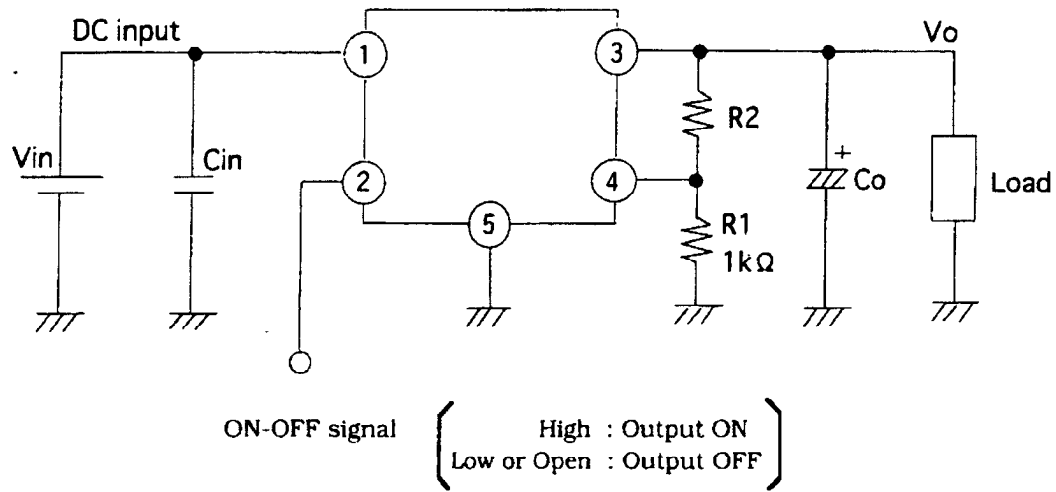 DC input
Vo
1
3
R2
Vin
Cin
2
4
+
Co
Load
5
R1
1kΩ
ON-OFF signal
High : Output ON
Low or Open : Output OFF